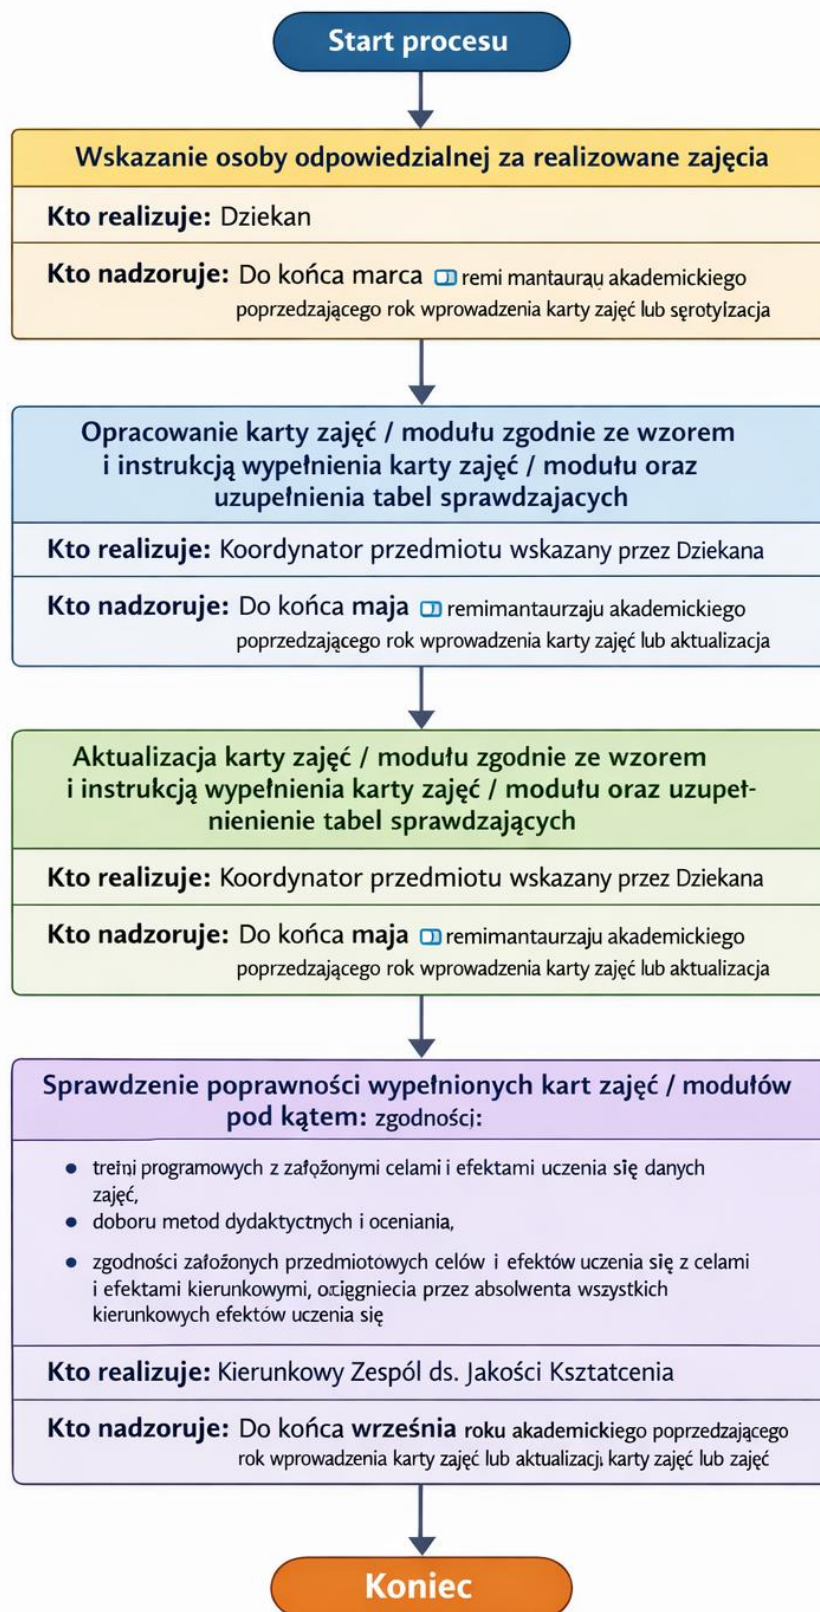 Start procesu
Wskazanie osoby odpowiedzialnej za realizowane zajęcia
Kto realizuje: Dziekan
Kto nadzoruje: Do końca marca remi mantaurąu akademickiego
poprzedzającego rok wprowadzenia karty zajęć lub
Opracowanie karty zajęć / modułu zgodnie ze wzorem
i instrukcją wypełnienia karty zajęć / modułu oraz
uzupełnienia tabel sprawdzajacych
Kto realizuje: Koordynator przedmiotu wskazany przez Dziekana
Kto nadzoruje: Do końca maja remimantaurzaju akademickiego
poprzedzającego rok wprowadzenia karty zajęć lub aktualizacja
Aktualizacja karty zajęć / modułu zgodnie ze wzorem
i instrukcją wypełnienia karty zajęć / modułu oraz uzupeł-
nienienie tabel sprawdzających
Kto realizuje: Koordynator przedmiotu wskazany przez Dziekana
Kto nadzoruje: Do końca maja remimantaurzaju akademickiego
poprzedzającego rok wprowadzenia karty zajęć lub aktualizacja
Sprawdzenie poprawności wypełnionych kart zajęć / modułów
pod kątem: zgodności:
• programowych z celami i efektami uczenia się danych
zajęć,
• doboru metod dydaktyctnych i oceniania,
• zgodności założonych przedmiotowych celów i efektów uczenia się z celami
i efektami kierunkowymi, przez absolwenta wszystkich
kierunkowych efektów uczenia się
Kto realizuje: Kierunkowy Zespól ds. Jakości Ksztatcenia
Kto nadzoruje: Do końca września roku akademickiego poprzedzającego
rok wprowadzenia karty zajęć lub aktualizacji karty zajęć lub zajęć
Koniec